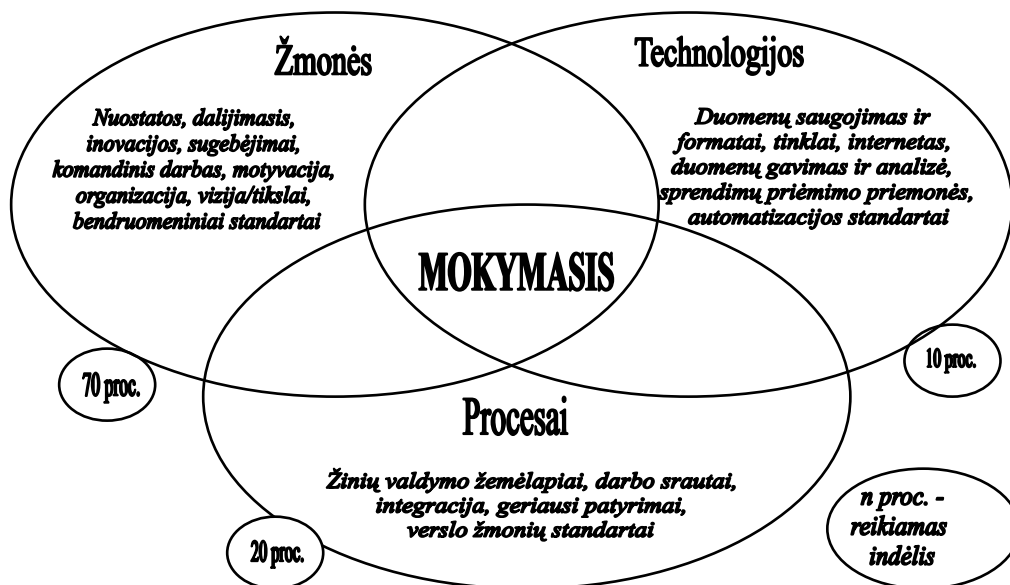 Žmonės
Nuostatos, dalijimasis,
inovacijos, sugebėjimai,
komandinis darbas, motyvacija,
organizacija, vizija/tikslai,
bendruomeniniai standartai
Technologijos
Duomenų saugojimas ir
formatai, tinklai, internetas,
duomenų gavimas ir analizė,
sprendimų priėmimo priemonės,
automatizacijos standartai
MOKYMASIS
70 proc.
10 proc.
Procesai
Žinių valdymo žemėlapiai, darbo srautai,
integracija, geriausi patyrimai,
verslo žmonių standartai
20 proc.
n proc. -
reikiamas
indėlis